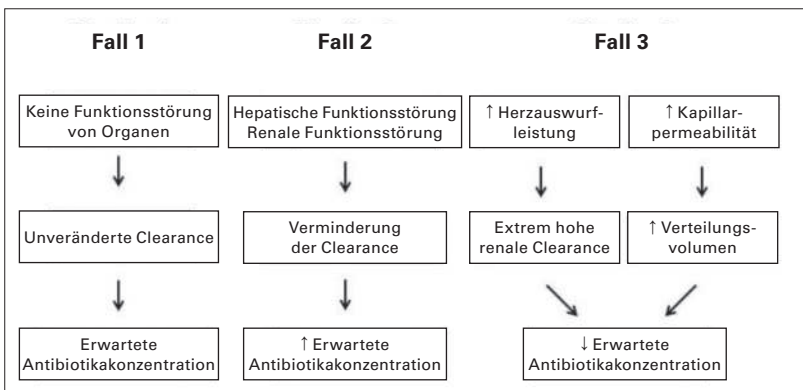 Fall 1
Fall 2
Fall 3
Keine Funktionsstörung
von Organen
Hepatische Funktionsstörung
Renale Funktionsstörung
↑ Herzauswurf-
leistung
↑ Kapillar-
permeabilität
Unveränderte Clearance
Verminderung
der Clearance
Extrem hohe
renale Clearance
↑ Verteilungs-
volumen
Erwartete
Antibiotikakonzentration
↑ Erwartete
Antibiotikakonzentration
↓ Erwartete
Antibiotikakonzentration